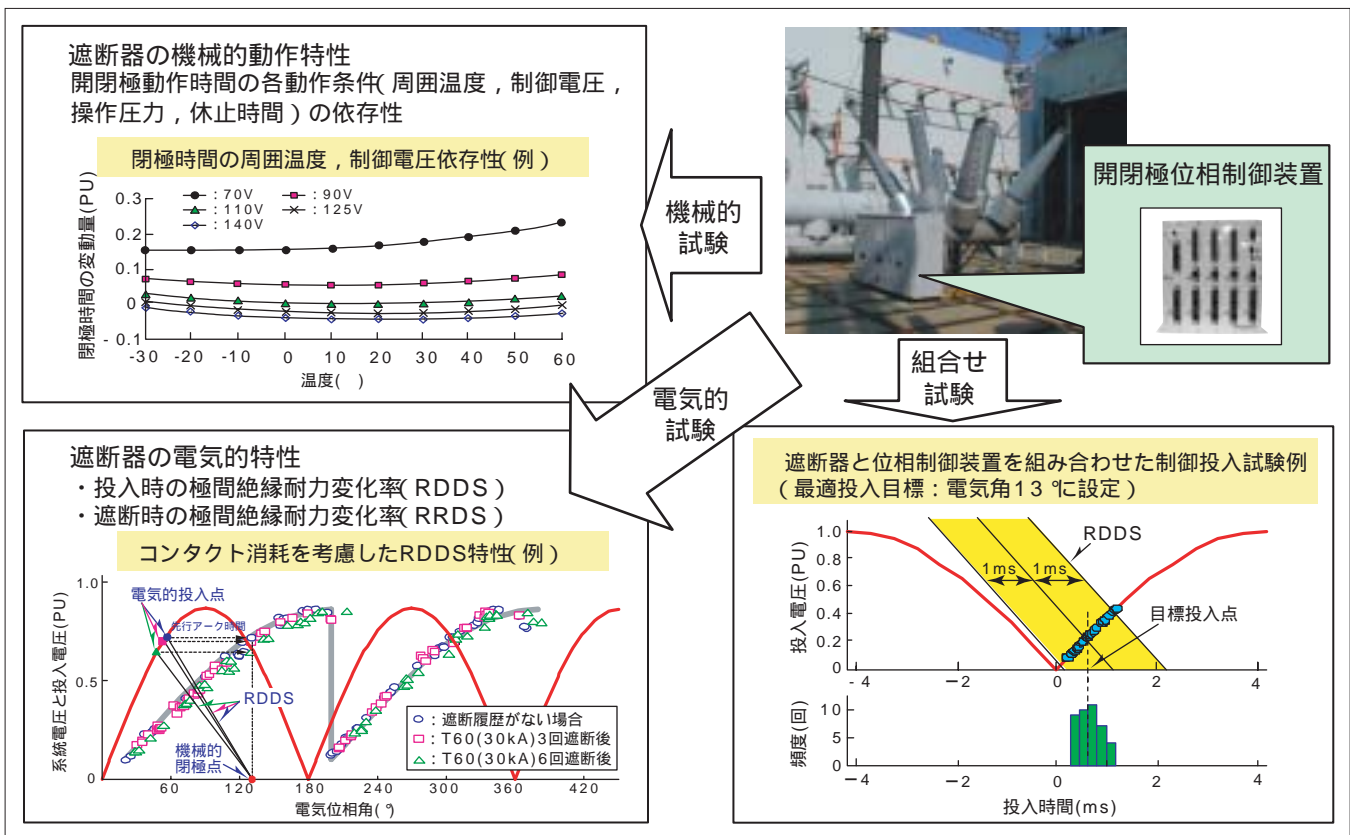 遮断器の機械的動作特性
開閉極動作時間の各動作条件(周囲温度，制御電圧，
操作圧力，休止時間)の依存性
閉極時間の周囲温度，制御電圧依存性(例)
:70V
:90V
:110V
:125V
:140V
閉極時間の変動量(PU)
0.3
0.2
0.1
0
- 0.1
-30 -20 -10 0 10 20 30 40 50 60
温度( )
機械的
試験
開閉極位相制御装置
電気的
試験
組合せ
試験
遮断器の電気的特性
・投入時の極間絶縁耐力変化率(RDDS)
・遮断時の極間絶縁耐力変化率(RRDS)
コンタクト消耗を考慮したRDDS特性(例)
系統電圧と投入電圧(PU)
1.0
0.5
0
電気的投入点
先行アーク時間
RDDS
機械的
閉極点
:遮断履歴がない場合
:T60(30kA)3回遮断後
:T60(30kA)6回遮断後
60 120 180 240 300 360 420
電気位相角(°)
遮断器と位相制御装置を組み合わせた制御投入試験例
(最適投入目標：電気角13°に設定)
投入電圧(PU)
1.0
0.8
0.6
0.4
0.2
0
RDDS
1ms 1ms
目標投入点
−4 −2 0 2 4
頻度(回)
10
5
0
−4 −2 0 2 4
投入時間(ms)